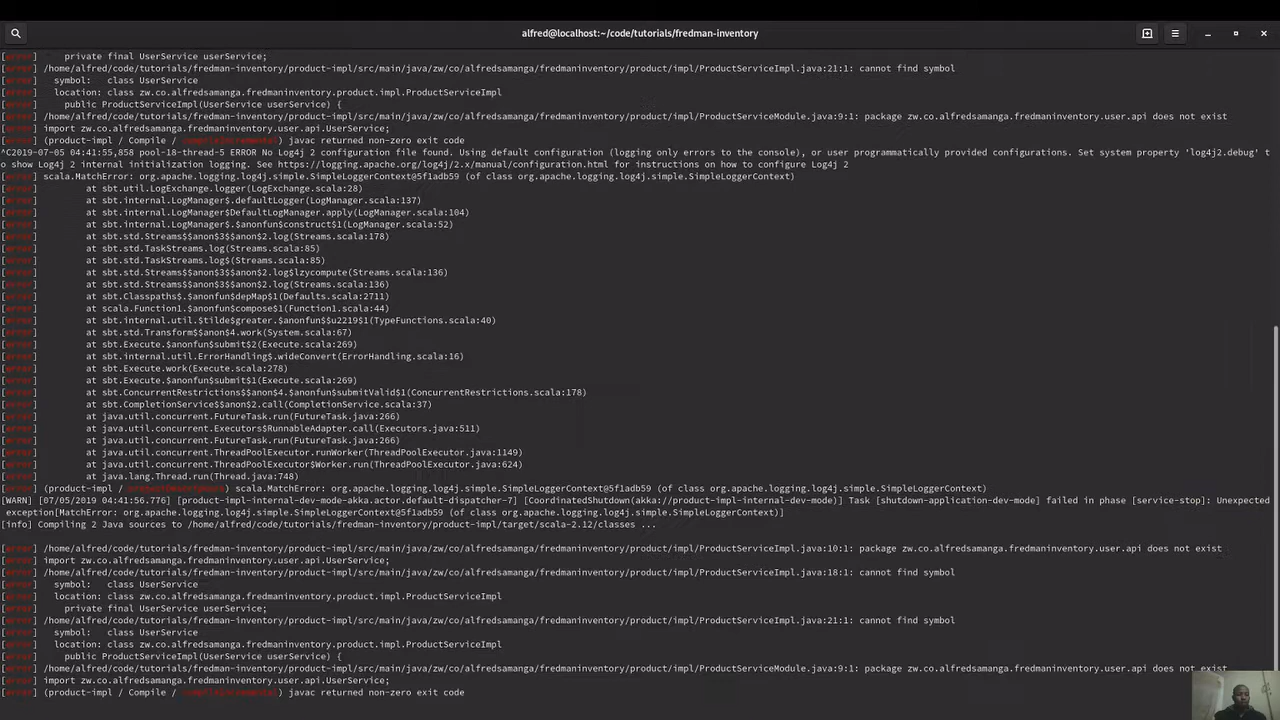 alfred@localhost:~/code/tutorials/fredman-inventory
[error]     private final UserService userService;
[error] /home/alfred/code/tutorials/fredman-inventory/product-impl/src/main/java/zw/co/alfredsamanga/fredmaninventory/product/impl/ProductServiceImpl.java:21:1: cannot find symbol
[error]   symbol:   class UserService
[error]   location: class zw.co.alfredsamanga.fredmaninventory.product.impl.ProductServiceImpl
[error]     public ProductServiceImpl(UserService userService) {
[error] /home/alfred/code/tutorials/fredman-inventory/product-impl/src/main/java/zw/co/alfredsamanga/fredmaninventory/product/impl/ProductServiceModule.java:9:1: package zw.co.alfredsamanga.fredmaninventory.user.api does not exist
[error] import zw.co.alfredsamanga.fredmaninventory.user.api.UserService;
[error] (product-impl / Compile / compileIncremental) javac returned non-zero exit code
^C2019-07-05 04:41:55,858 pool-18-thread-5 ERROR No Log4j 2 configuration file found. Using default configuration (logging only errors to the console), or user programmatically provided configurations. Set system property 'log4j2.debug' t
o show Log4j 2 internal initialization logging. See https://logging.apache.org/log4j/2.x/manual/configuration.html for instructions on how to configure Log4j 2
[error] scala.MatchError: org.apache.logging.log4j.simple.SimpleLoggerContext@5f1adb59 (of class org.apache.logging.log4j.simple.SimpleLoggerContext)
[error]         at sbt.util.LogExchange.logger(LogExchange.scala:28)
[error]         at sbt.internal.LogManager$.defaultLogger(LogManager.scala:137)
[error]         at sbt.internal.LogManager$DefaultLogManager.apply(LogManager.scala:104)
[error]         at sbt.internal.LogManager$.$anonfun$construct$1(LogManager.scala:52)
[error]         at sbt.std.Streams$$anon$3$$anon$2.log(Streams.scala:178)
[error]         at sbt.std.TaskStreams.log(Streams.scala:85)
[error]         at sbt.std.TaskStreams.log$(Streams.scala:85)
[error]         at sbt.std.Streams$$anon$3$$anon$2.log$lzycompute(Streams.scala:136)
[error]         at sbt.std.Streams$$anon$3$$anon$2.log(Streams.scala:136)
[error]         at sbt.Classpaths$.$anonfun$depMap$1(Defaults.scala:2711)
[error]         at scala.Function1.$anonfun$compose$1(Function1.scala:44)
[error]         at sbt.internal.util.$tilde$greater.$anonfun$$u2219$1(TypeFunctions.scala:40)
[error]         at sbt.std.Transform$$anon$4.work(System.scala:67)
[error]         at sbt.Execute.$anonfun$submit$2(Execute.scala:269)
[error]         at sbt.internal.util.ErrorHandling$.wideConvert(ErrorHandling.scala:16)
[error]         at sbt.Execute.work(Execute.scala:278)
[error]         at sbt.Execute.$anonfun$submit$1(Execute.scala:269)
[error]         at sbt.ConcurrentRestrictions$$anon$4.$anonfun$submitValid$1(ConcurrentRestrictions.scala:178)
[error]         at sbt.CompletionService$$anon$2.call(CompletionService.scala:37)
[error]         at java.util.concurrent.FutureTask.run(FutureTask.java:266)
[error]         at java.util.concurrent.Executors$RunnableAdapter.call(Executors.java:511)
[error]         at java.util.concurrent.FutureTask.run(FutureTask.java:266)
[error]         at java.util.concurrent.ThreadPoolExecutor.runWorker(ThreadPoolExecutor.java:1149)
[error]         at java.util.concurrent.ThreadPoolExecutor$Worker.run(ThreadPoolExecutor.java:624)
[error]         at java.lang.Thread.run(Thread.java:748)
[error] (product-impl / ) scala.MatchError: org.apache.logging.log4j.simple.SimpleLoggerContext@5f1adb59 (of class org.apache.logging.log4j.simple.SimpleLoggerContext)
[WARN] [07/05/2019 04:41:56.776] [product-impl-internal-dev-mode-akka.actor.default-dispatcher-7] [CoordinatedShutdown(akka://product-impl-internal-dev-mode)] Task [shutdown-application-dev-mode] failed in phase [service-stop]: Unexpected
exception[MatchError: org.apache.logging.log4j.simple.SimpleLoggerContext@5f1adb59 (of class org.apache.logging.log4j.simple.SimpleLoggerContext)]
[info] Compiling 2 Java sources to /home/alfred/code/tutorials/fredman-inventory/product-impl/target/scala-2.12/classes ...
[error] /home/alfred/code/tutorials/fredman-inventory/product-impl/src/main/java/zw/co/alfredsamanga/fredmaninventory/product/impl/ProductServiceImpl.java:10:1: package zw.co.alfredsamanga.fredmaninventory.user.api does not exist
[error] import zw.co.alfredsamanga.fredmaninventory.user.api.UserService;
[error] /home/alfred/code/tutorials/fredman-inventory/product-impl/src/main/java/zw/co/alfredsamanga/fredmaninventory/product/impl/ProductServiceImpl.java:18:1: cannot find symbol
[error]   symbol:   class UserService
[error]   location: class zw.co.alfredsamanga.fredmaninventory.product.impl.ProductServiceImpl
[error]     private final UserService userService;
[error] /home/alfred/code/tutorials/fredman-inventory/product-impl/src/main/java/zw/co/alfredsamanga/fredmaninventory/product/impl/ProductServiceImpl.java:21:1: cannot find symbol
[error]   symbol:   class UserService
[error]   location: class zw.co.alfredsamanga.fredmaninventory.product.impl.ProductServiceImpl
[error]     public ProductServiceImpl(UserService userService) {
[error] /home/alfred/code/tutorials/fredman-inventory/product-impl/src/main/java/zw/co/alfredsamanga/fredmaninventory/product/impl/ProductServiceModule.java:9:1: package zw.co.alfredsamanga.fredmaninventory.user.api does not exist
[error] import zw.co.alfredsamanga.fredmaninventory.user.api.UserService;
[error] (product-impl / Compile / compileIncremental) javac returned non-zero exit code